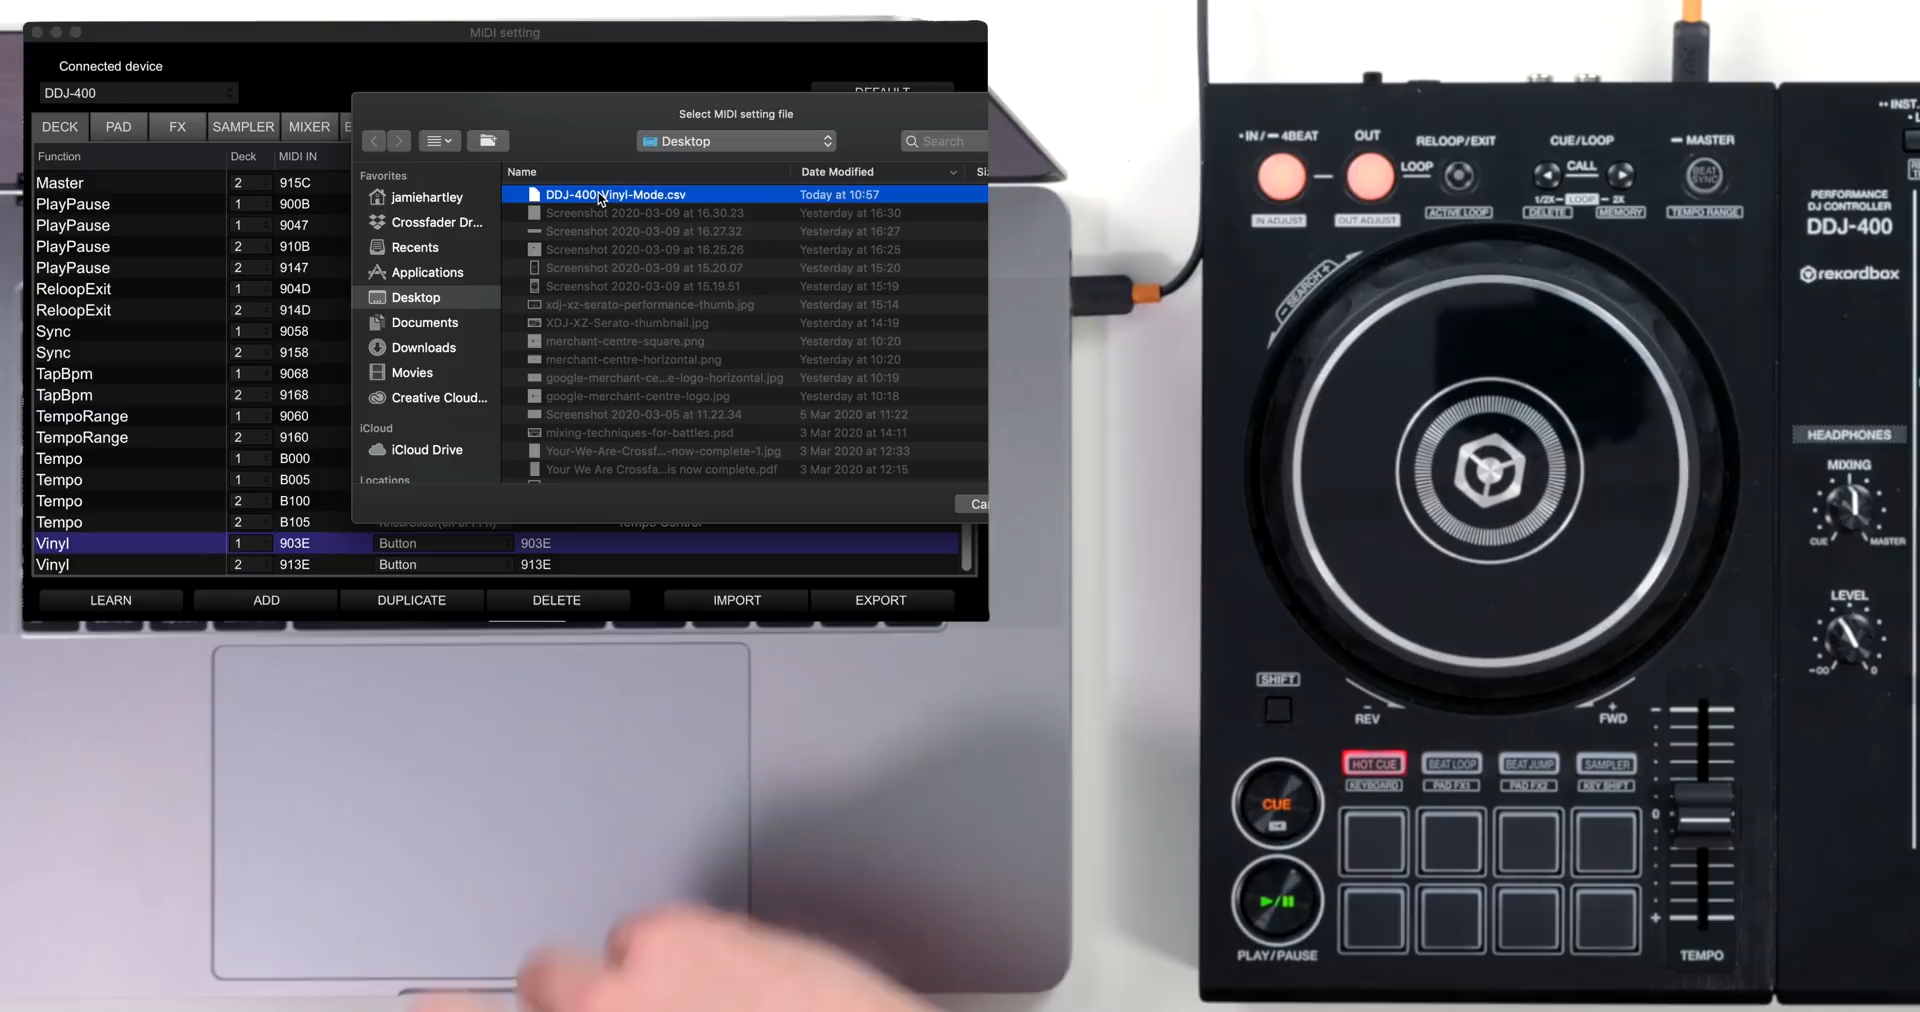 MIDI setting
Connected device
DDJ-400
DECK PAD FX SAMPLER MIXER
Function Deck MIDI IN
Master 2 915C
PlayPause 1 900B
PlayPause 1 9047
PlayPause 2 910B
PlayPause 2 9147
ReloopExit 1 904D
ReloopExit 2 914D
Sync 1 9058
Sync 2 9158
TapBpm 1 9068
TapBpm 2 9168
TempoRange 1 9060
TempoRange 2 9160
Tempo 1 B000
Tempo 1 B005
Tempo 2 B100
Tempo 2 B105
Vinyl 1 903E Button 903E
Vinyl 2 913E Button 913E
LEARN ADD DUPLICATE DELETE IMPORT EXPORT
Select MIDI setting file
Desktop
Search
Favorites
jamiehartley
Crossfader Dr...
Recents
Applications
Desktop
Documents
Downloads
Movies
Creative Cloud...
iCloud
iCloud Drive
Locations
Name Date Modified
DDJ-400 Vinyl-Mode.csv Today at 10:57
Screenshot 2020-03-09 at 16.30.23 Yesterday at 16:30
Screenshot 2020-03-09 at 16.27.32 Yesterday at 16:27
Screenshot 2020-03-09 at 16.25.26 Yesterday at 16:25
Screenshot 2020-03-09 at 15.20.07 Yesterday at 15:20
Screenshot 2020-03-09 at 15.19.51 Yesterday at 15:19
xdj-xz-serato-performance-thumb.jpg Yesterday at 15:14
XDJ-XZ-Serato-thumbnail.jpg Yesterday at 14:19
merchant-centre-square.png Yesterday at 10:20
merchant-centre-horizontal.png Yesterday at 10:20
google-merchant-ce...e-logo-horizontal.jpg Yesterday at 10:19
google-merchant-centre-logo.jpg Yesterday at 10:18
Screenshot 2020-03-05 at 11.22.34 5 Mar 2020 at 11:22
mixing-techniques-for-battles.psd 3 Mar 2020 at 14:11
Your-We-Are-Crossf...-now-complete-1.jpg 3 Mar 2020 at 12:33
Your We Are Crossfa...is now complete.pdf 3 Mar 2020 at 12:15
IN / 4BEAT OUT RELOOP/EXIT CUE/LOOP MASTER
LOOP CALL BEAT SYNC
1/2X LOOP 2X
IN ADJUST OUT ADJUST ACTIVE LOOP DELETE MEMORY TEMPO RANGE
PERFORMANCE
DJ CONTROLLER
DDJ-400
rekordbox
SEARCH
HEADPHONES
MIXING
CUE MASTER
LEVEL
-∞ 0
SHIFT
REV FWD
HOT CUE BEAT LOOP BEAT JUMP SAMPLER
KEYBOARD PAD FX1 PAD FX2 KEY SHIFT
CUE
0
PLAY/PAUSE
TEMPO